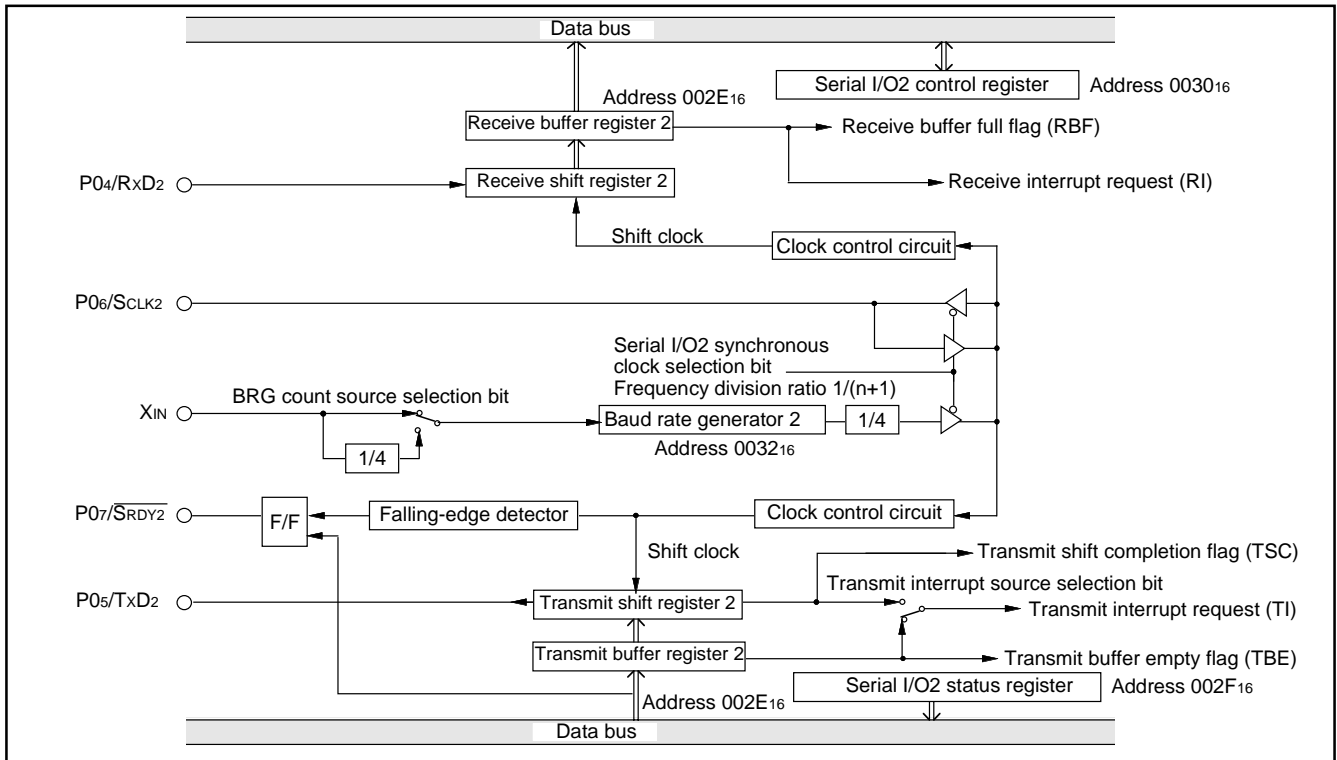 Data bus
Serial I/O2 control register Address 003016
Address 002E16
Receive buffer register 2 Receive buffer full flag (RBF)
P04/RXD2 Receive shift register 2 Receive interrupt request (RI)
Shift clock Clock control circuit
P06/SCLK2
Serial I/O2 synchronous
clock selection bit
Frequency division ratio 1/(n+1)
BRG count source selection bit
XIN Baud rate generator 2 1/4
1/4 Address 003216
P07/SRDY2 F/F Falling-edge detector Clock control circuit
Shift clock Transmit shift completion flag (TSC)
Transmit interrupt source selection bit
P05/TXD2 Transmit shift register 2 Transmit interrupt request (TI)
Transmit buffer register 2 Transmit buffer empty flag (TBE)
Address 002E16 Serial I/O2 status register Address 002F16
Data bus